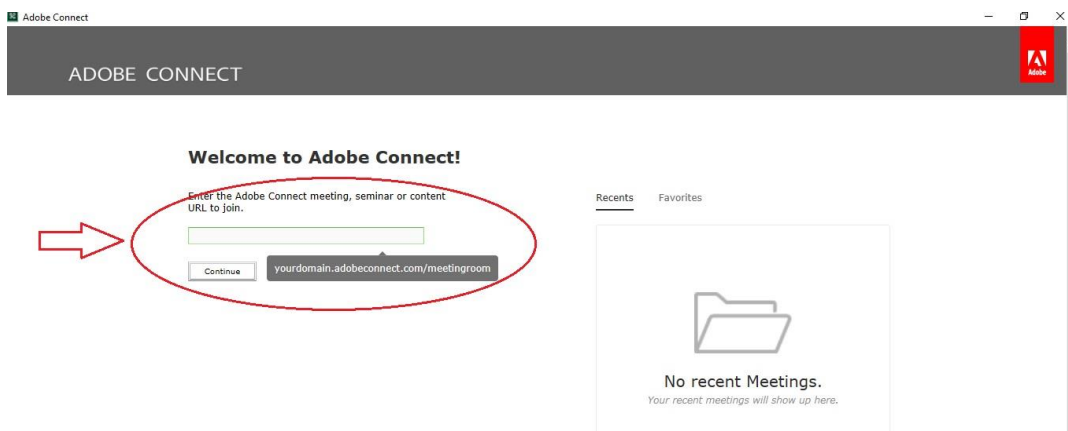 Adobe Connect
ADOBE CONNECT
Adobe
Welcome to Adobe Connect!
Enter the Adobe Connect meeting, seminar or content
URL to join.
Continue
yourdomain.adobeconnect.com/meetingroom
Recents Favorites
No recent Meetings.
Your recent meetings will show up here.